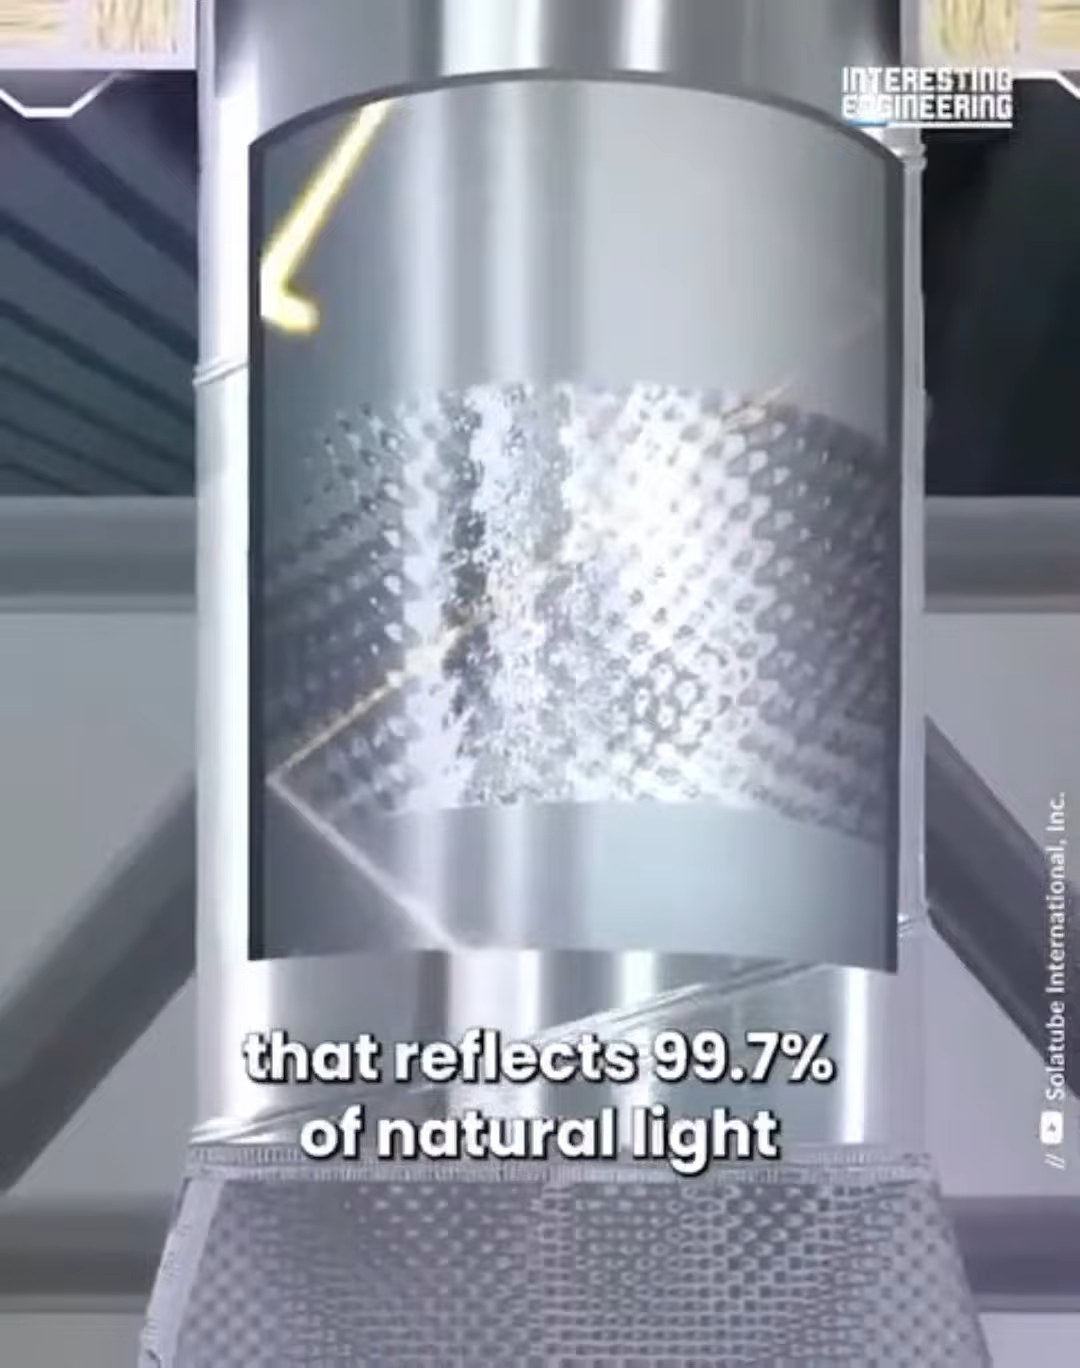 INTERESTING
ENGINEERING
that reflects 99.7%
of natural light
// Solatube International, Inc.